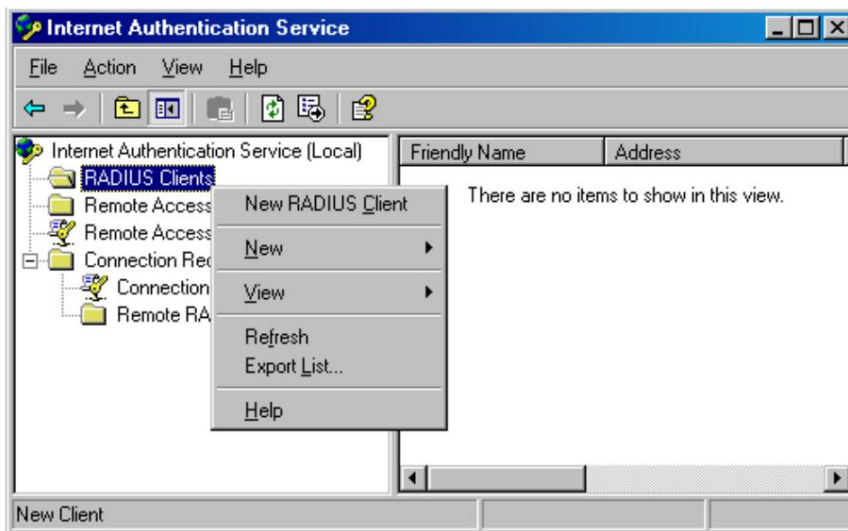 Internet Authentication Service
File Action View Help
Internet Authentication Service (Local)
RADIUS Clients
Remote Access
Remote Access
Connection Rec
Connection
Remote RA
New RADIUS Client
New
View
Refresh
Export List...
Help
Friendly Name Address
There are no items to show in this view.
New Client